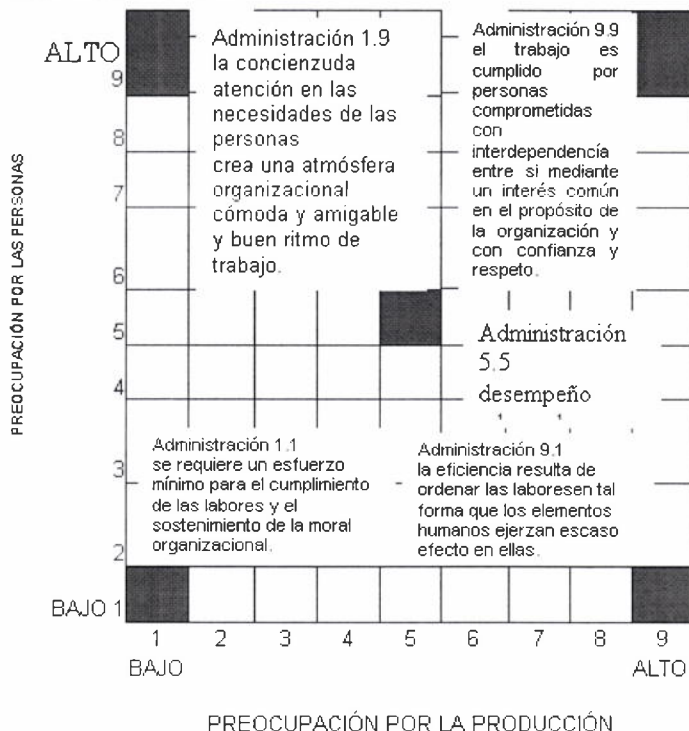 ALTO
9
8
7
6
5
4
3
2
BAJO 1
PREOCUPACIÓN POR LAS PERSONAS
Administración 1.9
la concienzuda
atención en las
necesidades de las
personas
crea una atmósfera
organizacional
cómoda y amigable
y buen ritmo de
trabajo.
Administración 9.9
el trabajo es
cumplido por
personas
comprometidas
con
interdependencía
entre si mediante
un interés común
en el propósito de
la organización y
con confianza y
respeto.
Administración
5.5
desempeño
Administración 1.1
se requiere un esfuerzo
mínimo para el cumplimiento
de las labores y el
sostenimiento de la moral
organizacional.
Administración 9.1
la eficiencia resulta de
ordenar las laboresen tal
forma que los elementos
humanos ejerzan escaso
efecto en ellas.
1 2 3 4 5 6 7 8 9
BAJO ALTO
PREOCUPACIÓN POR LA PRODUCCIÓN